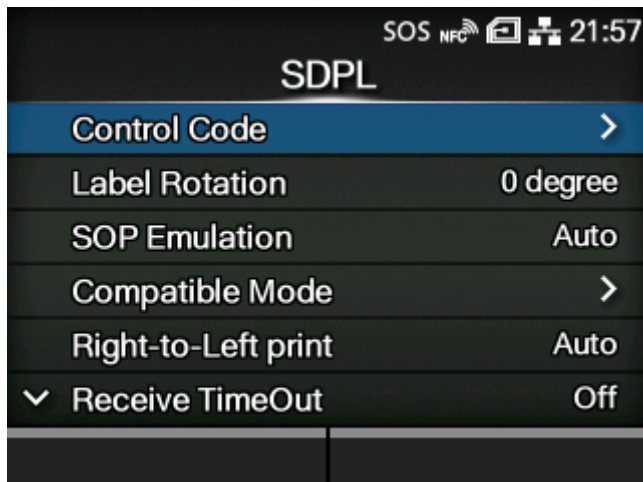 SOS NFC 21:57
SDPL
Control Code
Label Rotation 0 degree
SOP Emulation Auto
Compatible Mode
Right-to-Left print Auto
Receive TimeOut Off